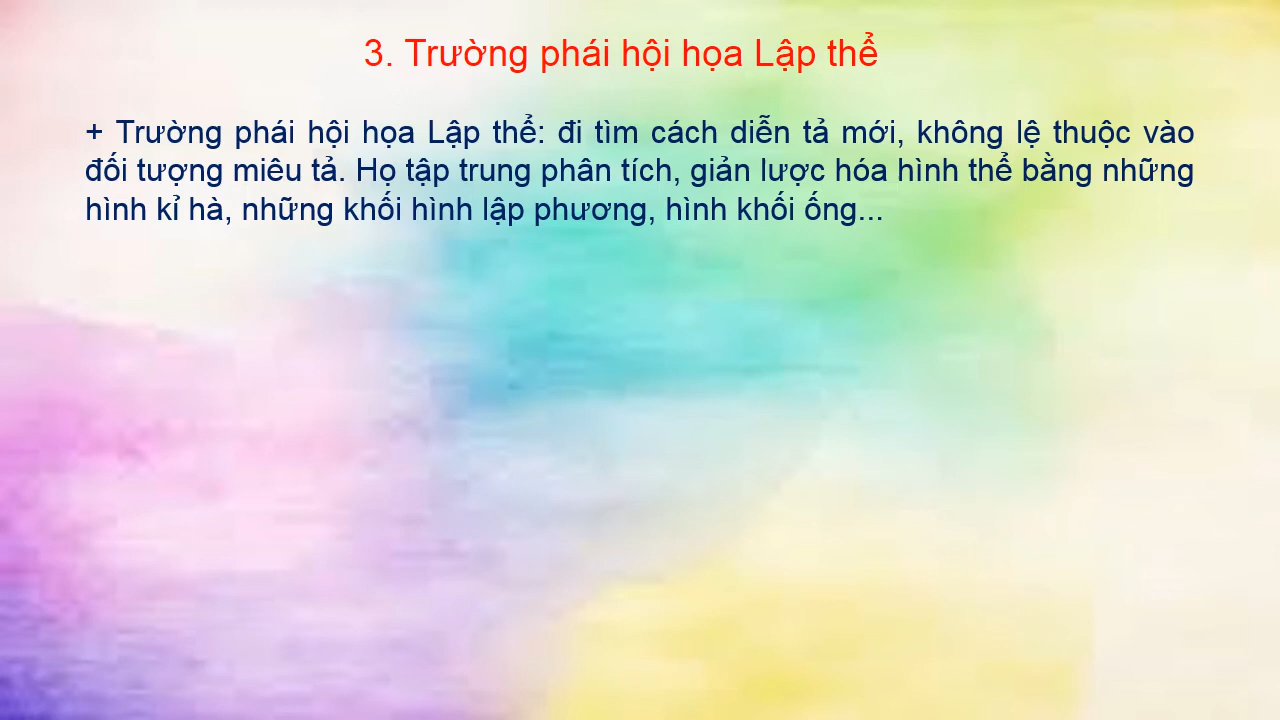 3. Trường phái hội họa Lập thể
+ Trường phái hội họa Lập thể: đi tìm cách diễn tả mới, không lệ thuộc vào
đối tượng miêu tả. Họ tập trung phân tích, giản lược hóa hình thể bằng những
hình kỉ hà, những khối hình lập phương, hình khối ống...